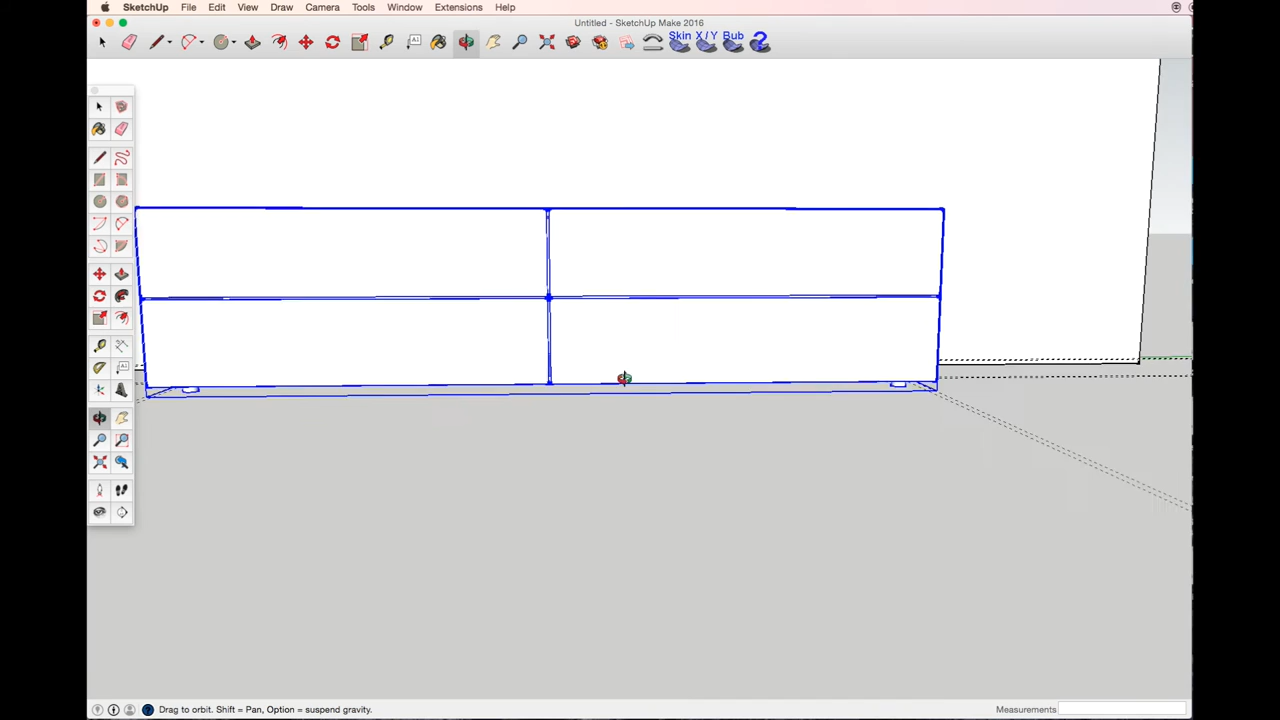 SketchUp File Edit View Draw Camera Tools Window Extensions Help
Untitled - SketchUp Make 2016
Skin X/Y Bub
Drag to orbit. Shift = Pan, Option = suspend gravity.
Measurements